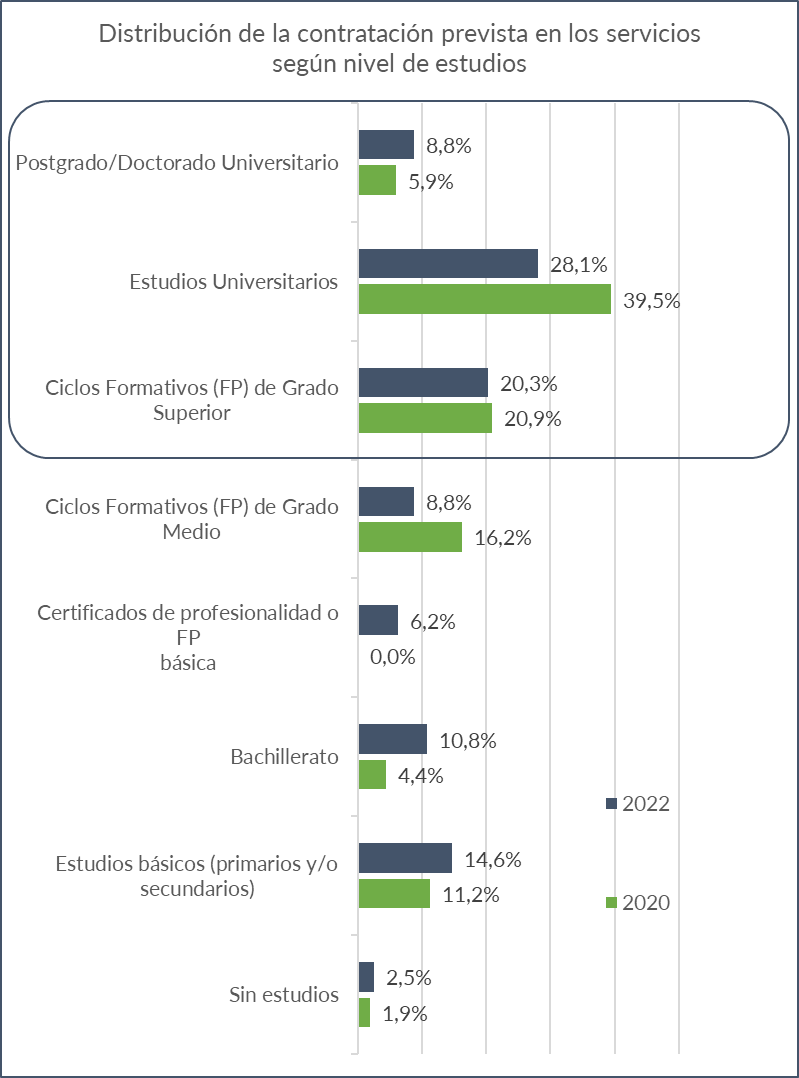 Distribución de la contratación prevista en los servicios
según nivel de estudios
Postgrado/Doctorado Universitario
8,8%
5,9%
Estudios Universitarios
28,1%
39,5%
Ciclos Formativos (FP) de Grado
Superior
20,3%
20,9%
Ciclos Formativos (FP) de Grado
Medio
8,8%
16,2%
Certificados de profesionalidad o
FP
básica
6,2%
0,0%
Bachillerato
10,8%
4,4%
2022
Estudios básicos (primarios y/o
secundarios)
14,6%
11,2%
2020
Sin estudios
2,5%
1,9%